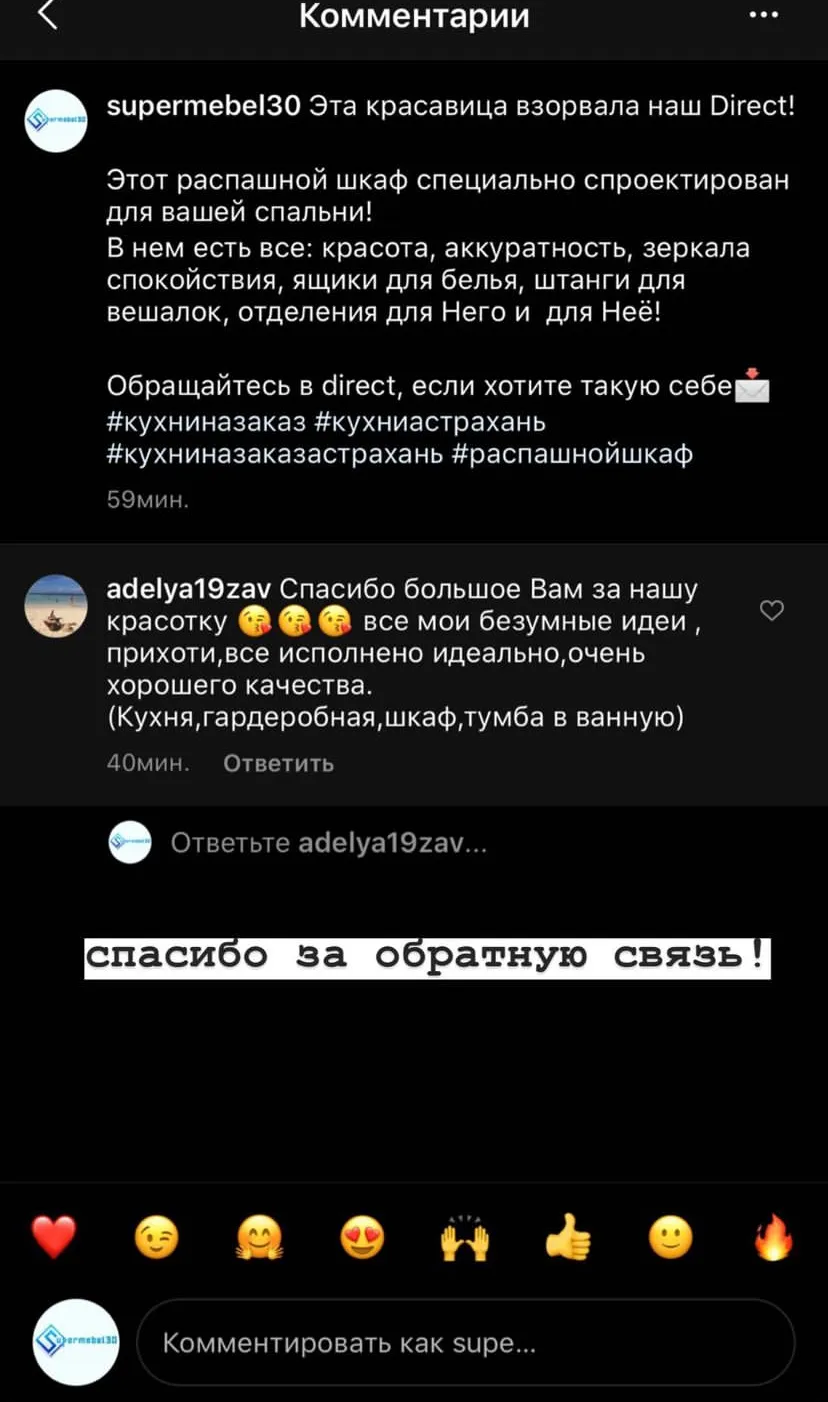 Комментарии
supermebel30 Эта красавица взорвала наш Direct!
Этот распашной шкаф специально спроектирован
для вашей спальни!
В нем есть все: красота, аккуратность, зеркала
спокойствия, ящики для белья, штанги для
вешалок, отделения для Него и  для Неё!
Обращайтесь в direct, если хотите такую себе📩
#кухниназаказ #кухниастрахань
#кухниназаказастрахань #распашнойшкаф
59мин.
adelya19zav Спасибо большое Вам за нашу
красотку 😘😘😘 все мои безумные идеи ,
прихоти,все исполнено идеально,очень
хорошего качества.
(Кухня,гардеробная,шкаф,тумба в ванную)
40мин. Ответить
Ответьте adelya19zav...
спасибо за обратную связь!
❤️ 😉 🤗 😍 🙌 👍 🙂 🔥
Supermebel30
Комментировать как supe...